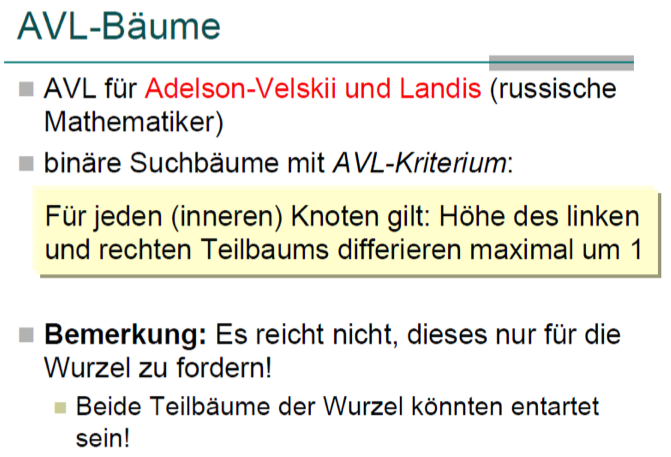 AVL-Bäume
AVL für Adelson-Velskii und Landis (russische
Mathematiker)
binäre Suchbäume mit AVL-Kriterium:
Für jeden (inneren) Knoten gilt: Höhe des linken
und rechten Teilbaums differieren maximal um 1
Bemerkung: Es reicht nicht, dieses nur für die
Wurzel zu fordern!
Beide Teilbäume der Wurzel könnten entartet
sein!